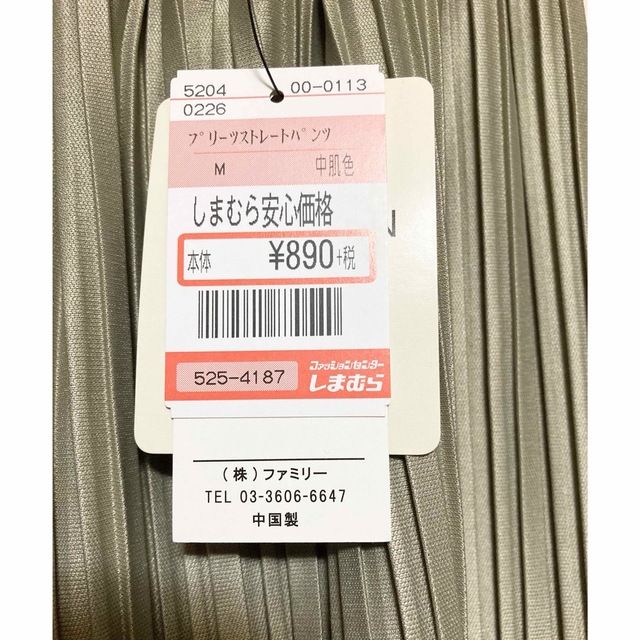 5204 00-0113
0226
プリーツストレートパンツ
M 中肌色
しまむら安心価格
本体 ¥890+税
525-4187
ファッションセンター
しまむら
(株)ファミリー
TEL 03-3606-6647
中国製
N